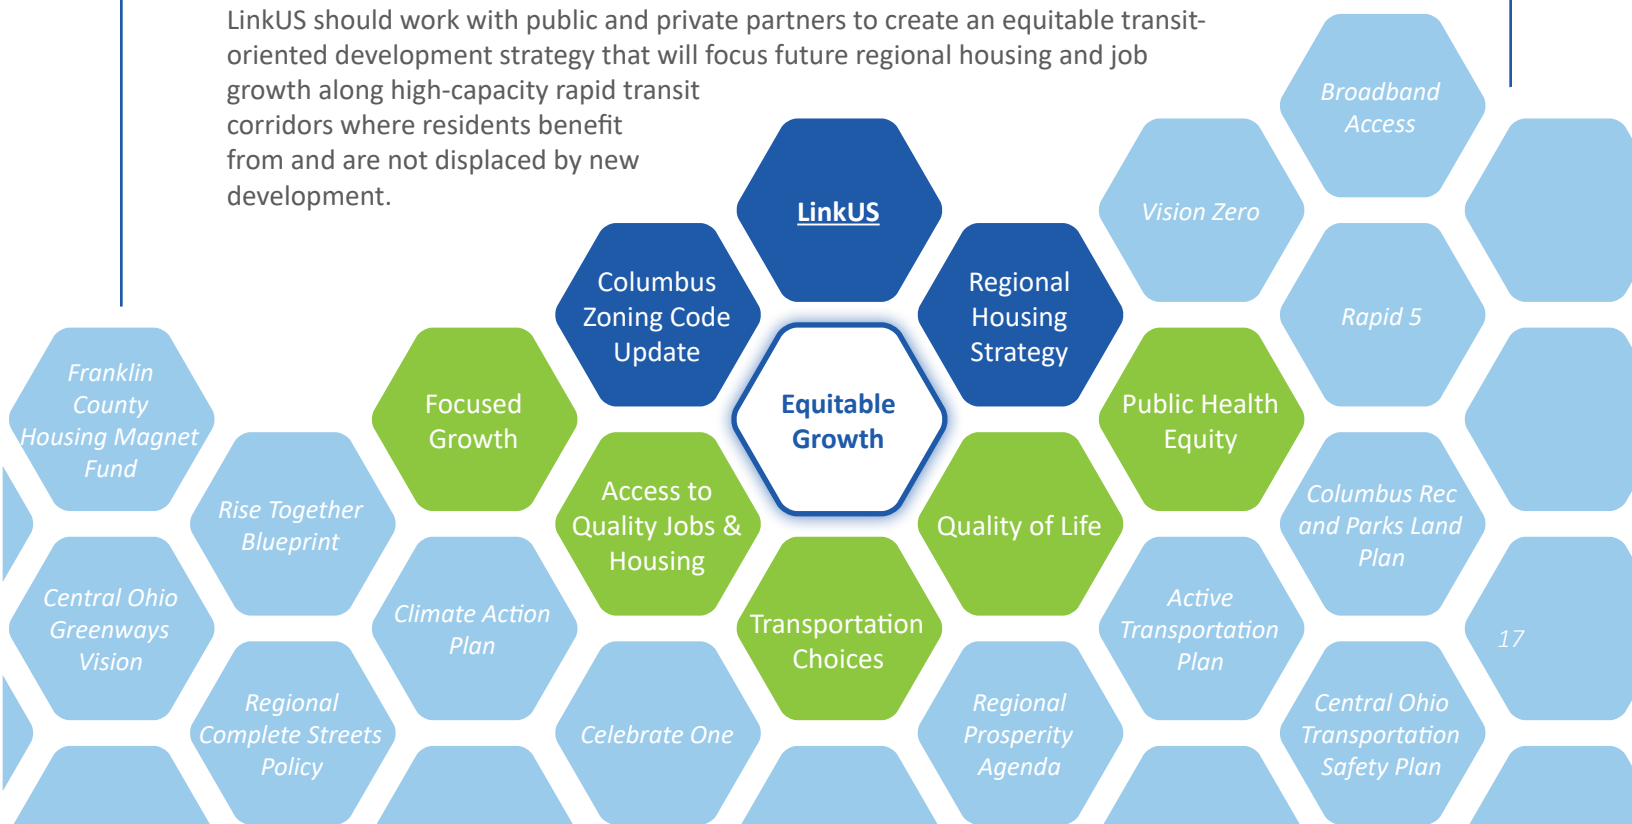 LinkUS should work with public and private partners to create an equitable transit-
oriented development strategy that will focus future regional housing and job
growth along high-capacity rapid transit
corridors where residents benefit
from and are not displaced by new
development.
Broadband
Access
LinkUS
Vision Zero
Columbus
Zoning Code
Update
Regional
Housing
Strategy
Rapid 5
Franklin
County
Housing Magnet
Fund
Focused
Growth
Equitable
Growth
Public Health
Equity
Rise Together
Blueprint
Access to
Quality Jobs &
Housing
Quality of Life
Columbus Rec
and Parks Land
Plan
Central Ohio
Greenways
Vision
Climate Action
Plan
Transportation
Choices
Active
Transportation
Plan
17
Regional
Complete Streets
Policy
Celebrate One
Regional
Prosperity
Agenda
Central Ohio
Transportation
Safety Plan